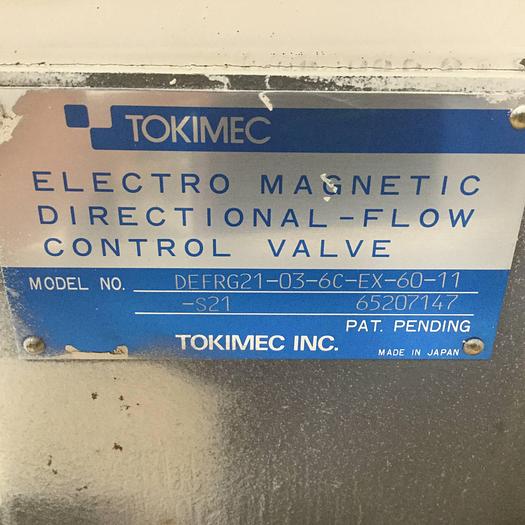 TOKIMEC
ELECTRO MAGNETIC
DIRECTIONAL-FLOW
CONTROL VALVE
MODEL NO. DEFRG21-03-6C-EX-60-11
-S21 65207147
PAT. PENDING
TOKIMEC INC.
MADE IN JAPAN